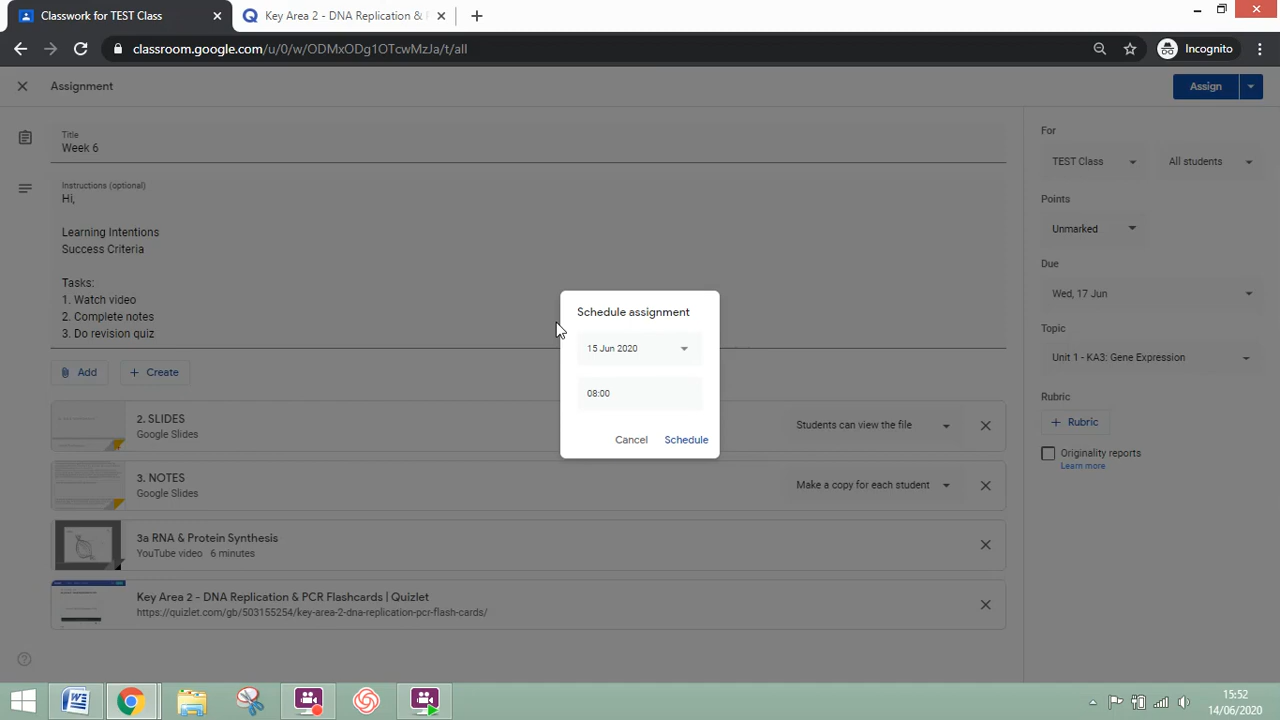 Classwork for TEST Class
Key Area 2 - DNA Replication &
classroom.google.com/u/0/w/ODMxODg1OTcwMzJa/t/all
Incognito
Assignment
Assign
Title
Week 6
Instructions (optional)
Hi,
Learning Intentions
Success Criteria
Tasks:
1. Watch video
2. Complete notes
3. Do revision quiz
Add
Create
For
TEST Class
All students
Points
Unmarked
Due
Wed, 17 Jun
Topic
Unit 1 - KA3: Gene Expression
Rubric
Rubric
Originality reports
Learn more
Schedule assignment
15 Jun 2020
08:00
Cancel
Schedule
2. SLIDES
Google Slides
Students can view the file
3. NOTES
Google Slides
Make a copy for each student
3a RNA & Protein Synthesis
YouTube video 6 minutes
Key Area 2 - DNA Replication & PCR Flashcards | Quizlet
https://quizlet.com/gb/503155254/key-area-2-dna-replication-pcr-flash-cards/
15:52
14/06/2020